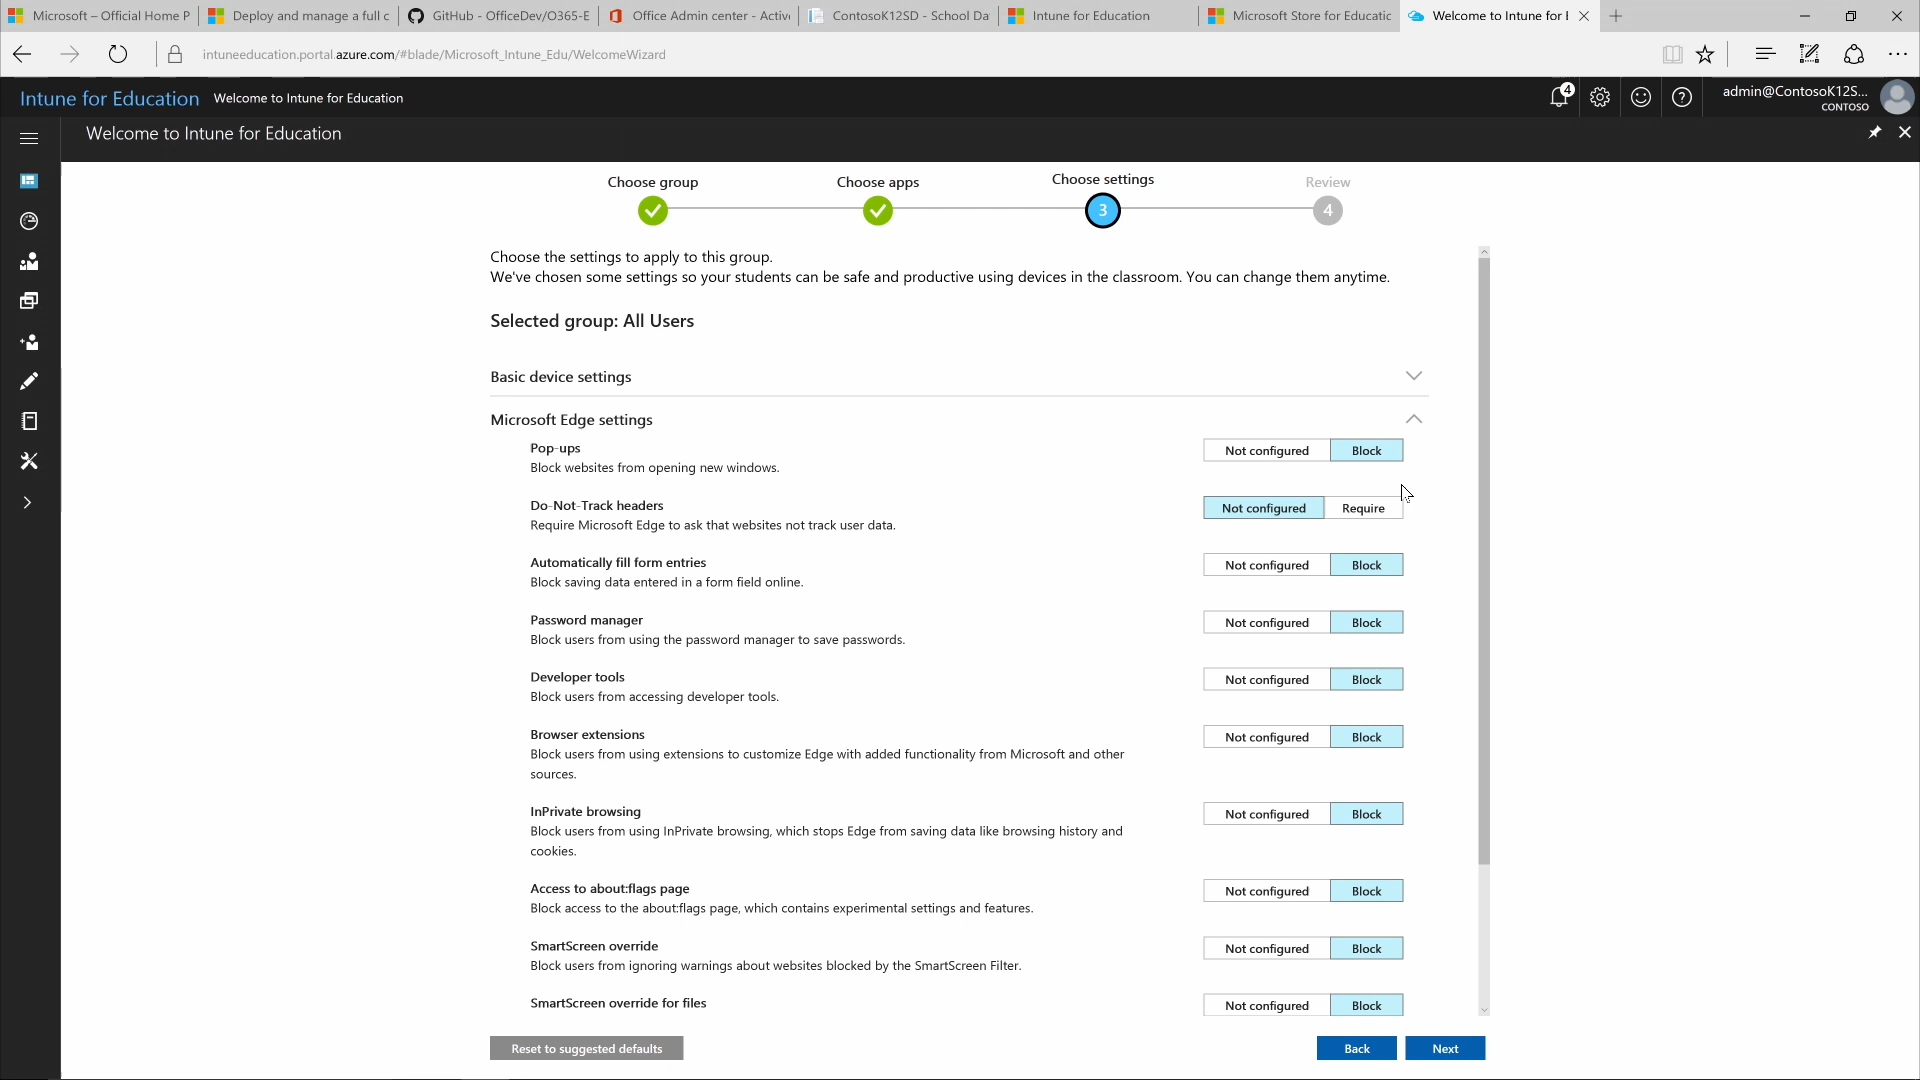 Microsoft – Official Home P
Deploy and manage a full c
GitHub - OfficeDev/O365-E
Office Admin center - Activ
ContosoK12SD - School Da
Intune for Education
Microsoft Store for Educatic
Welcome to Intune for I
intuneeducation.portal.azure.com/#blade/Microsoft_Intune_Edu/WelcomeWizard
Intune for Education
Welcome to Intune for Education
4
admin@ContosoK12S...
CONTOSO
Welcome to Intune for Education
Choose group
Choose apps
Choose settings
Review
3
4
Choose the settings to apply to this group.
We've chosen some settings so your students can be safe and productive using devices in the classroom. You can change them anytime.
Selected group: All Users
Basic device settings
Microsoft Edge settings
Pop-ups
Block websites from opening new windows.
Not configured
Block
Do-Not-Track headers
Require Microsoft Edge to ask that websites not track user data.
Not configured
Require
Automatically fill form entries
Block saving data entered in a form field online.
Not configured
Block
Password manager
Block users from using the password manager to save passwords.
Not configured
Block
Developer tools
Block users from accessing developer tools.
Not configured
Block
Browser extensions
Block users from using extensions to customize Edge with added functionality from Microsoft and other
sources.
Not configured
Block
InPrivate browsing
Block users from using InPrivate browsing, which stops Edge from saving data like browsing history and
cookies.
Not configured
Block
Access to about:flags page
Block access to the about:flags page, which contains experimental settings and features.
Not configured
Block
SmartScreen override
Block users from ignoring warnings about websites blocked by the SmartScreen Filter.
Not configured
Block
SmartScreen override for files
Not configured
Block
Reset to suggested defaults
Back
Next